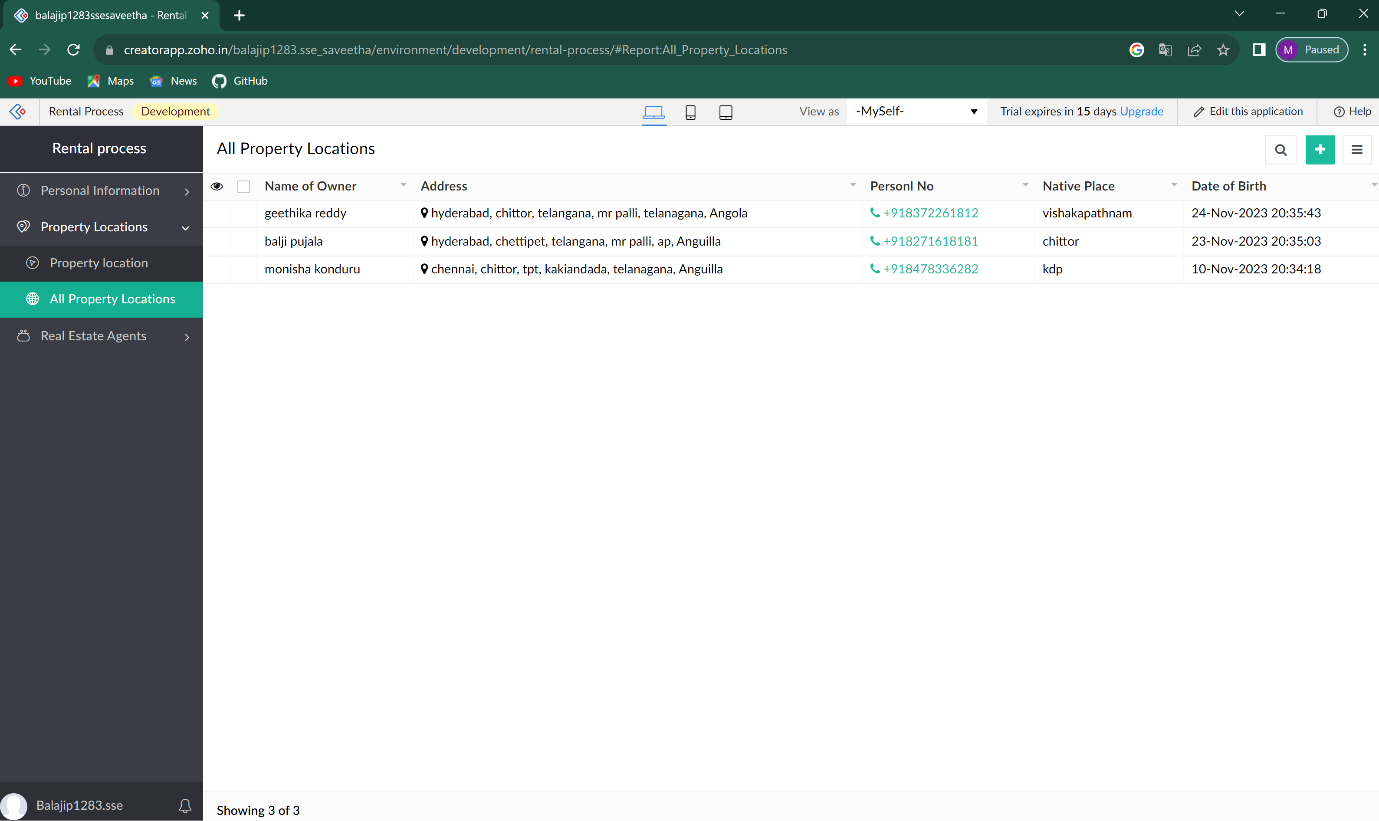 balajip1283ssesaveetha - Rental
creatorapp.zoho.in/balajip1283.sse_saveetha/environment/development/rental-process/#Report:All_Property_Locations
M Paused
YouTube Maps News GitHub
Rental Process Development View as -MySelf- Trial expires in 15 days Upgrade Edit this application Help
Rental process
Personal Information
Property Locations
Property location
All Property Locations
Real Estate Agents
Balajip1283.sse
All Property Locations
Name of Owner Address Personl No Native Place Date of Birth
geethika reddy hyderabad, chittor, telangana, mr palli, telanagana, Angola +918372261812 vishakapathnam 24-Nov-2023 20:35:43
balji pujala hyderabad, chettipet, telangana, mr palli, ap, Anguilla +918271618181 chittor 23-Nov-2023 20:35:03
monisha konduru chennai, chittor, tpt, kakiandada, telanagana, Anguilla +918478336282 kdp 10-Nov-2023 20:34:18
Showing 3 of 3